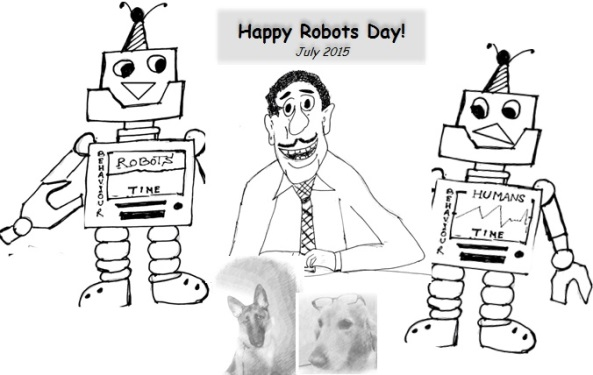 Happy Robots Day!
July 2015
BEHAVIOUR
ROBOTS
TIME
BEHAVIOUR
HUMANS
TIME